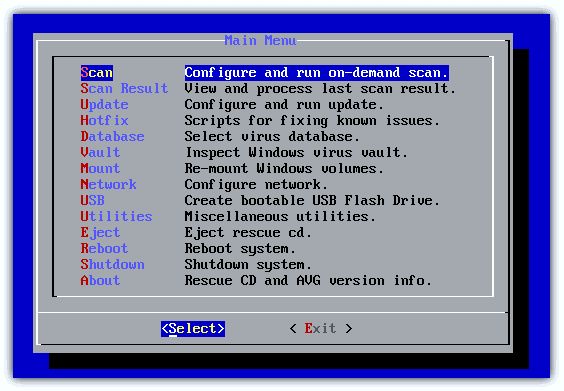 Main Menu
Scan Configure and run on-demand scan.
Scan Result View and process last scan result.
Update Configure and run update.
Hotfix Scripts for fixing known issues.
Database Select virus database.
Vault Inspect Windows virus vault.
Mount Re-mount Windows volumes.
Network Configure network.
USB Create bootable USB Flash Drive.
Utilities Miscellaneous utilities.
Eject Eject rescue cd.
Reboot Reboot system.
Shutdown Shutdown system.
About Rescue CD and AVG version info.
<Select> < Exit >